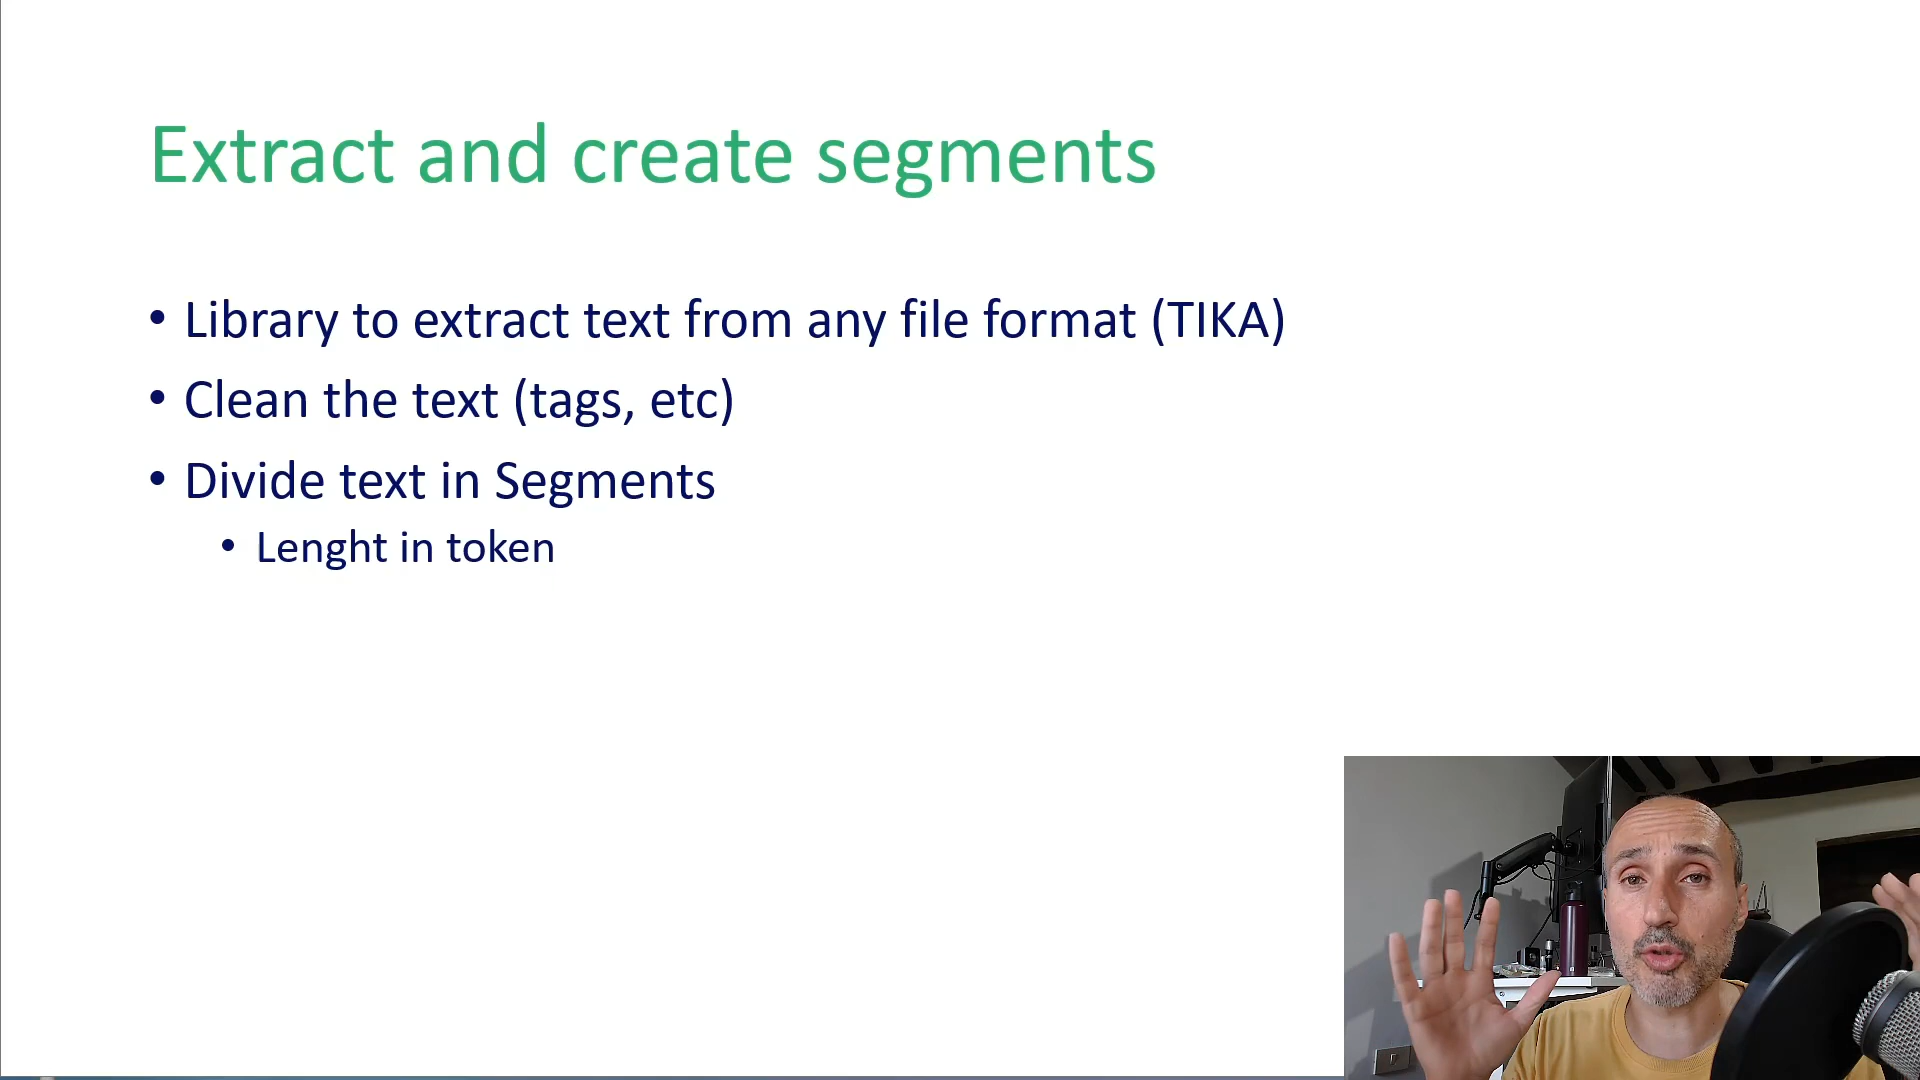 Extract and create segments
• Library to extract text from any file format (TIKA)
• Clean the text (tags, etc)
• Divide text in Segments
• Lenght in token